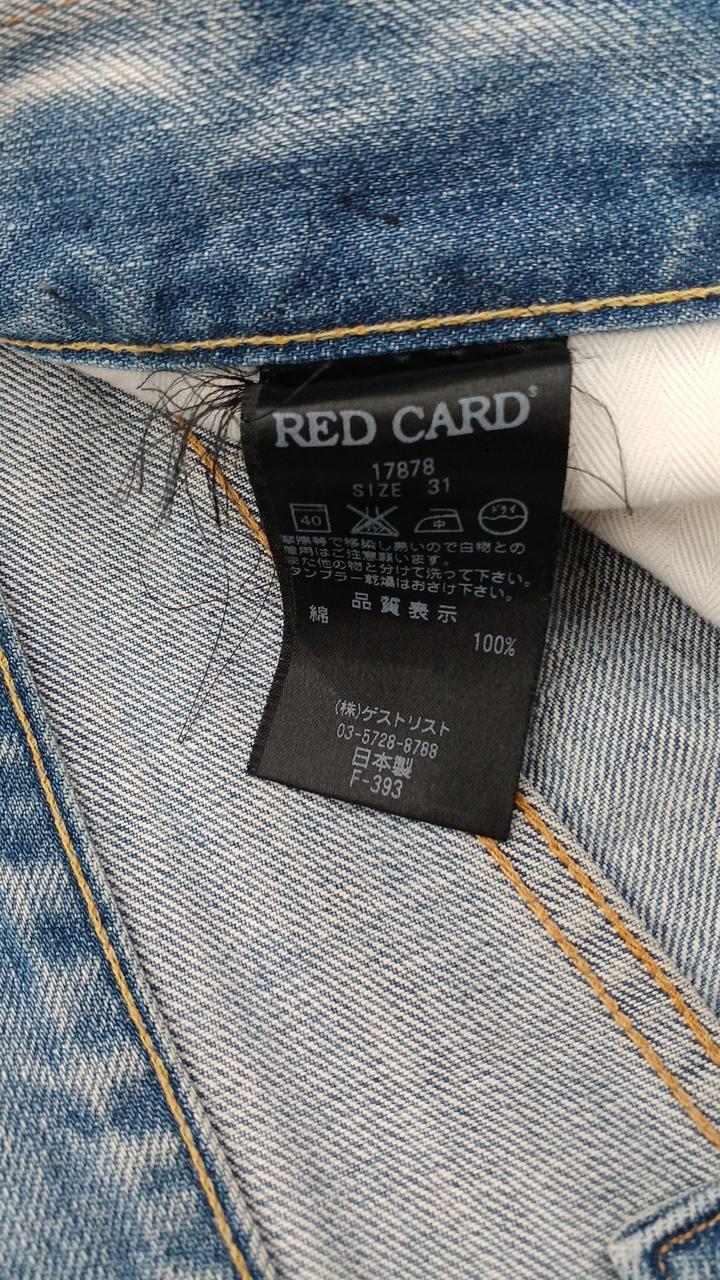 RED CARD
17878
SIZE 31
40 中 ドライ
摩擦等で移染し易いので白物との
着用はご注意願います。
また他の物と分けて洗って下さい。
タンブラー乾燥はおさけ下さい。
品質表示
綿
100%
(株)ゲストリスト
03-5728-8788
日本製
F-393